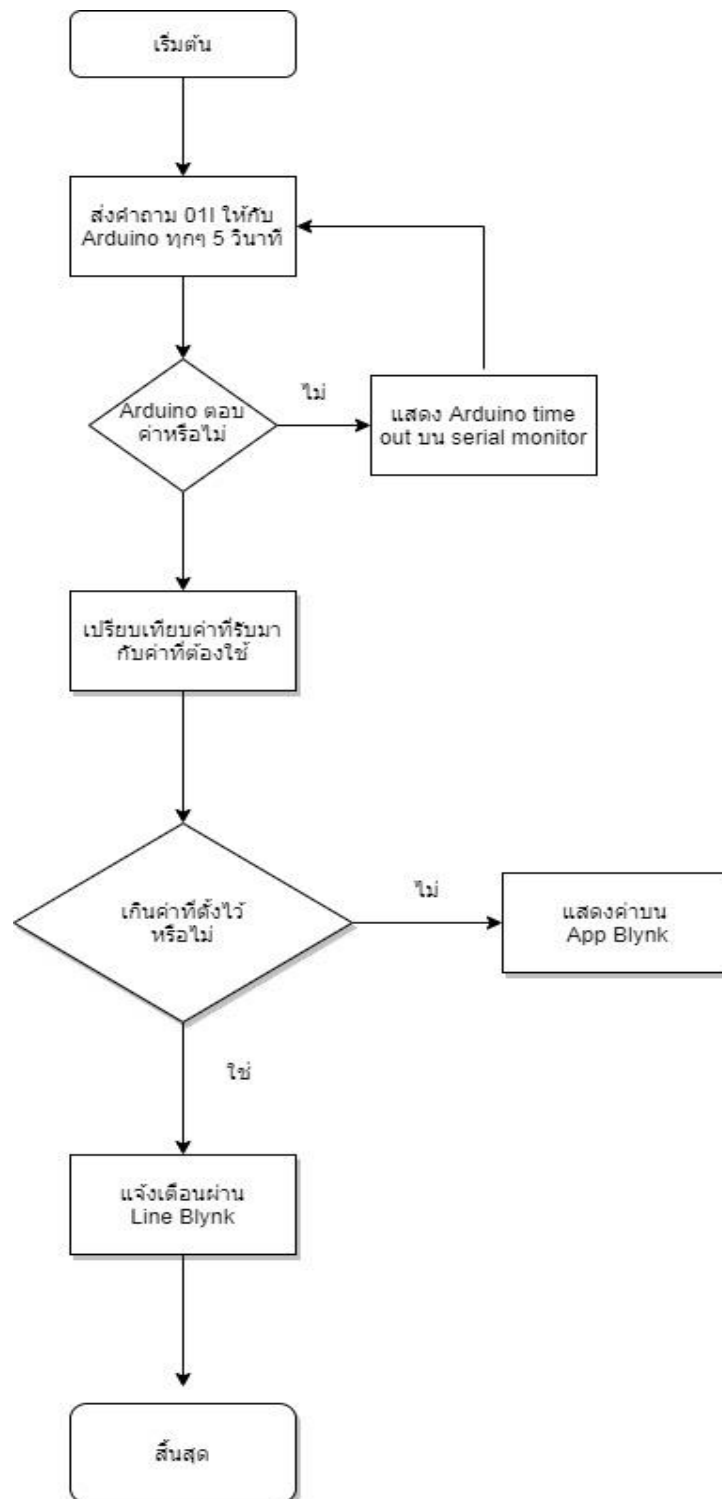 เริ่มต้น
ส่งคำถาม 01I ให้กับ
Arduino ทุกๆ 5 วินาที
Arduino ตอบ
ค่าหรือไม่
ไม่
แสดง Arduino time
out บน serial monitor
เปรียบเทียบค่าที่รับมา
กับค่าที่ต้องใช้
เกินค่าที่ตั้งไว้
หรือไม่
ไม่
แสดงค่าบน
App Blynk
ใช่
แจ้งเตือนผ่าน
Line Blynk
สิ้นสุด